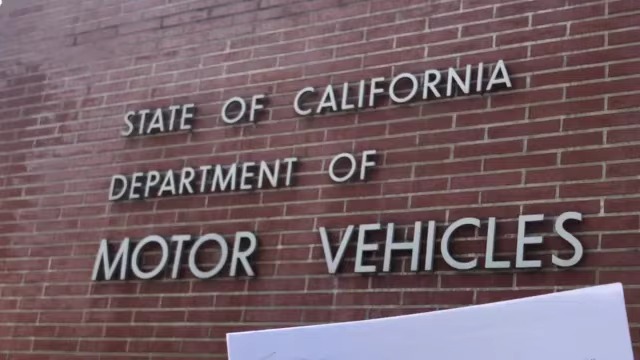 STATE OF CALIFORNIA
DEPARTMENT OF
MOTOR VEHICLES